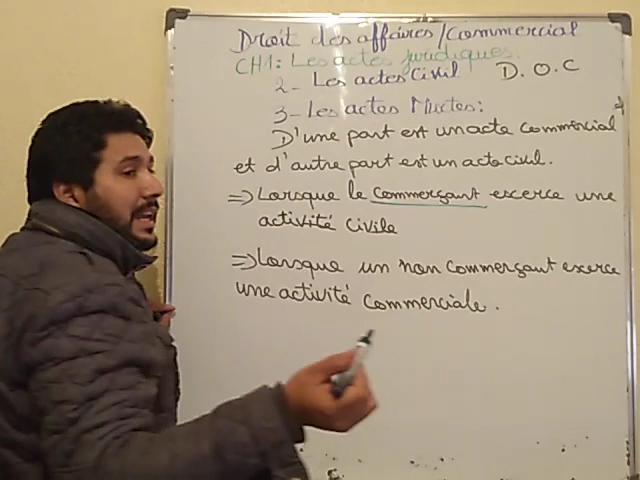 Droit des affaires/Commercial
CH1: Les actes juridiques.
2- Les actes Civil D.O.C
3- Les actes Mixtes:
D'une part est un acte commercial
et d'autre part est un acte civil.
⇒ Lorsque le commerçant exerce une
activité civile
⇒ Lorsque un non commerçant exerce
une activité commerciale.